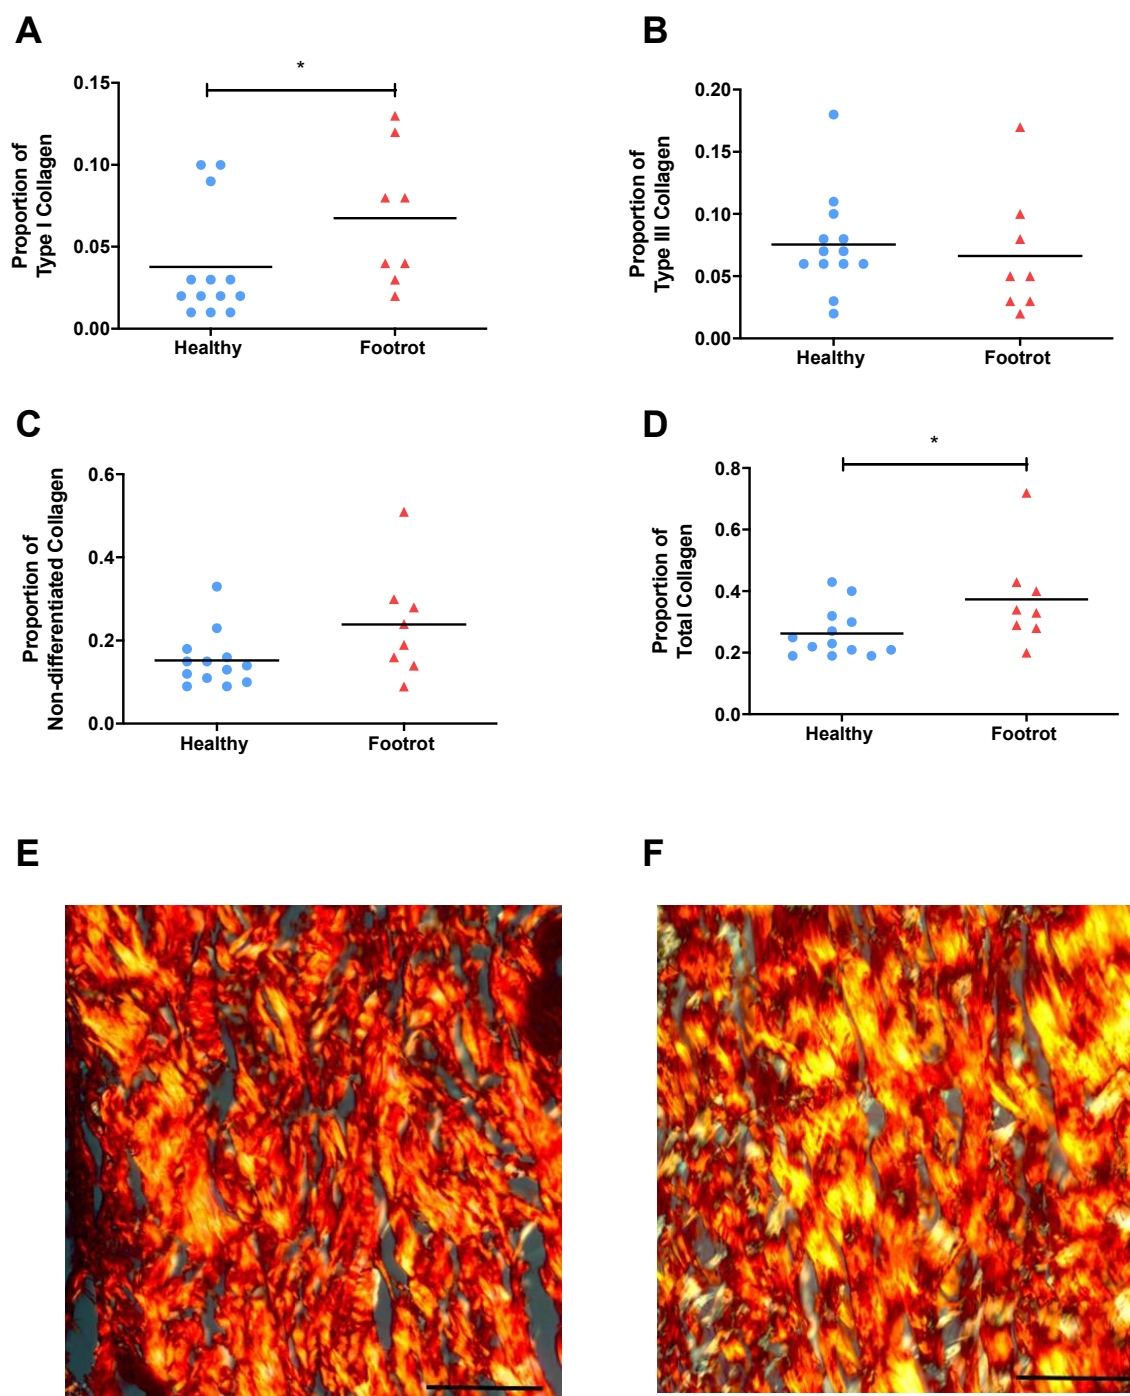 A
B
*
0.15
0.10
0.05
0.00
Proportion of
Type I Collagen
Healthy
Footrot
0.20
0.15
0.10
0.05
0.00
Proportion of
Type III Collagen
Healthy
Footrot
C
D
0.6
0.4
0.2
0.0
Proportion of
Non-differentiated Collagen
Healthy
Footrot
*
0.8
0.6
0.4
0.2
0.0
Proportion of
Total Collagen
Healthy
Footrot
E
F